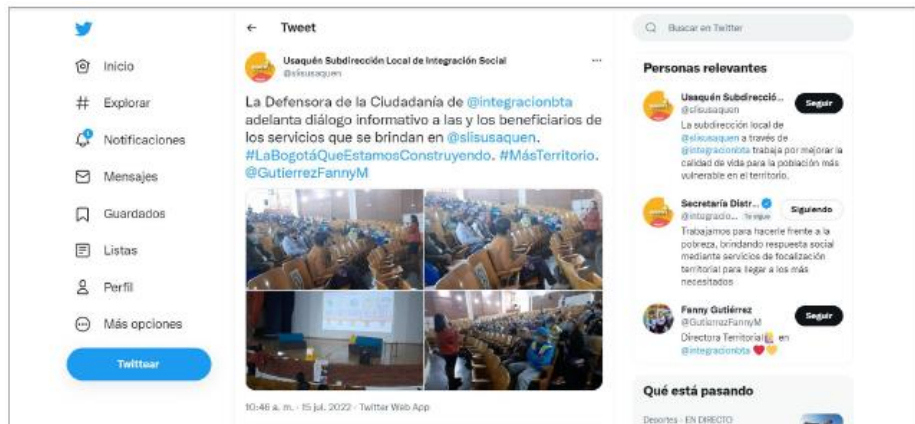 Inicio
Explorar
Notificaciones
Mensajes
Guardados
Listas
Perfil
Más opciones
Twittear
Tweet
Usaquén Subdirección Local de Integración Social
@slisusaquen
La Defensora de la Ciudadanía de @integracionbta
adelanta diálogo informativo a las y los beneficiarios de
los servicios que se brindan en @slisusaquen.
#LaBogotáQueEstamosConstruyendo. #MásTerritorio.
@GutierrezFannyM
10:46 a. m. · 15 jul. 2022 · Twitter Web App
Buscar en Twitter
Personas relevantes
Usaquén Subdirecció...
@slisusaquen
Seguir
La subdirección local de
@slisusaquen a través de
@integracionbta trabaja por mejorar la
calidad de vida para la población más
vulnerable en el territorio.
Secretaría Distr...
@integracio... Te sigue
Siguiendo
Trabajamos para hacerle frente a la
pobreza, brindando respuesta social
mediante servicios de focalización
territorial para llegar a los más
necesitados
Fanny Gutiérrez
@GutierrezFannyM
Seguir
Directora Territorial en
@integracionbta
Qué está pasando
Deportes · EN DIRECTO